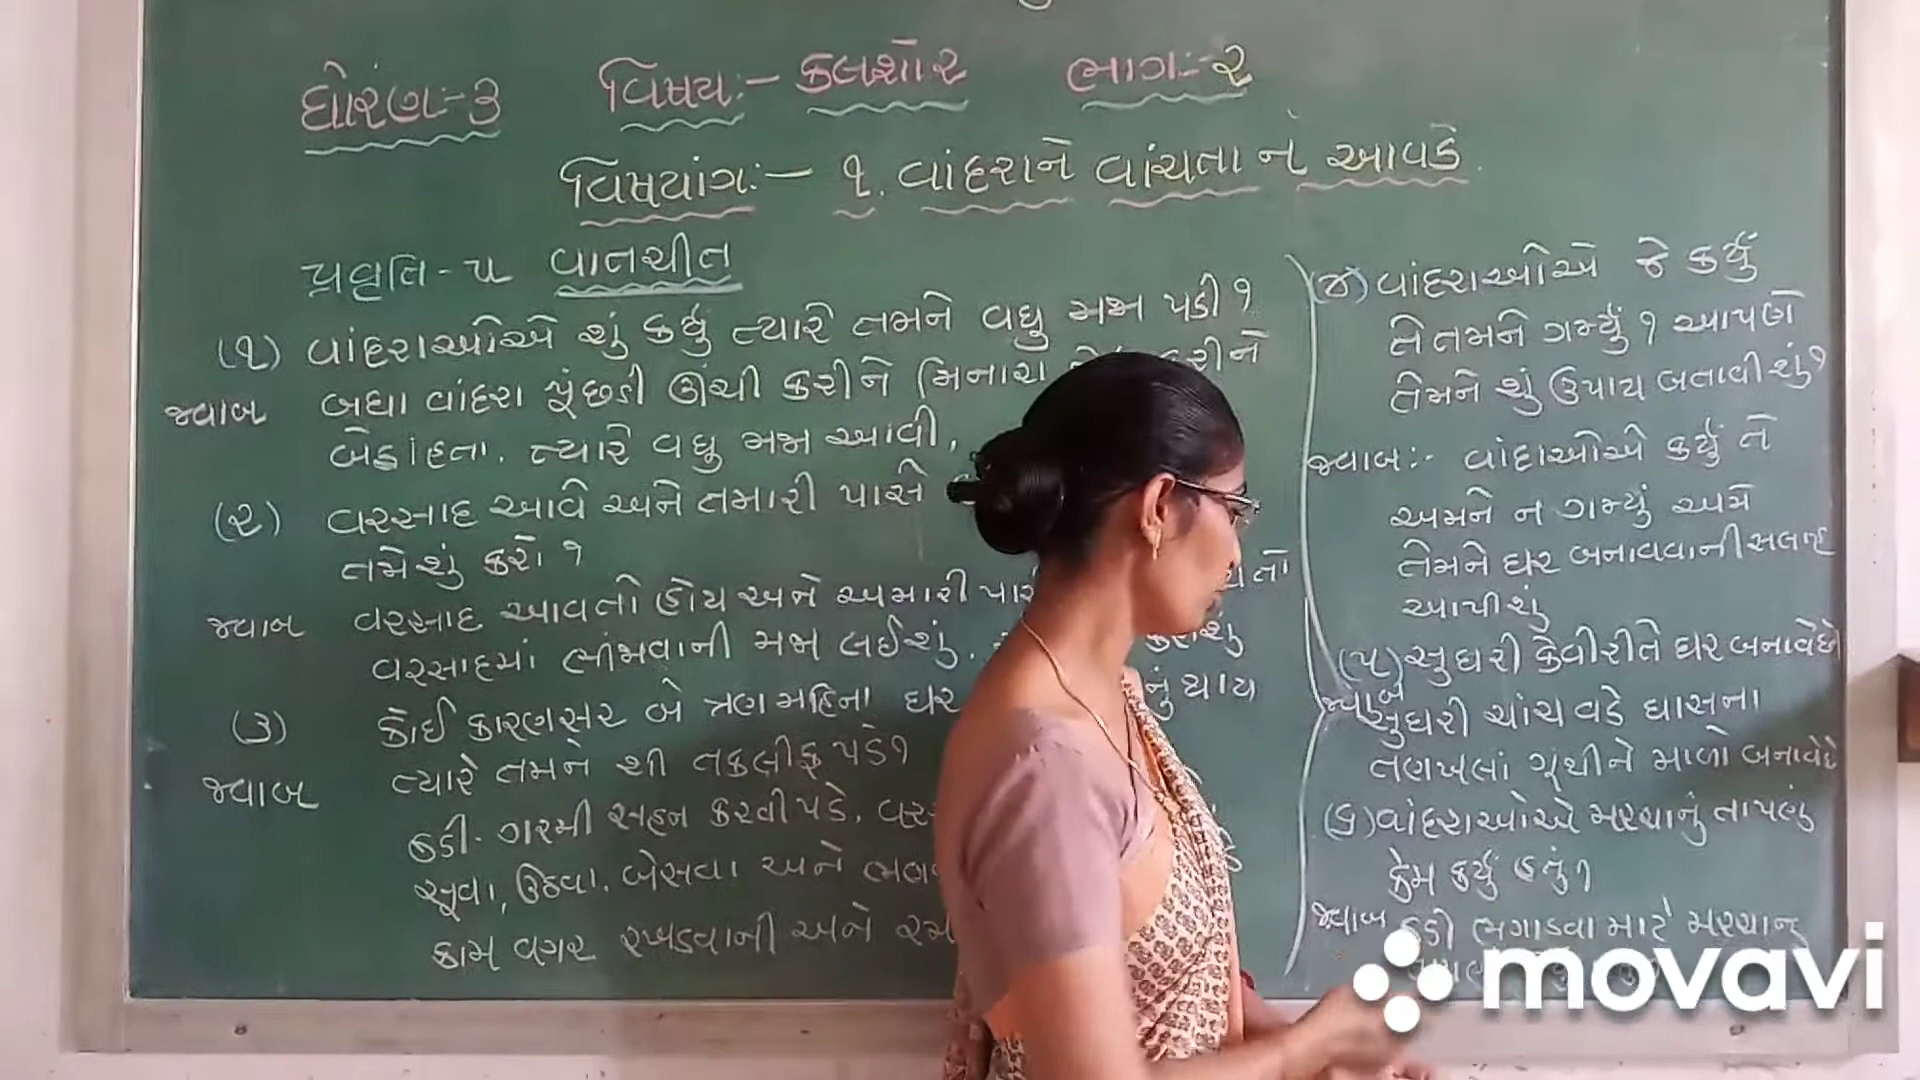 ધોરણ:-૩ વિષય:- કલશોર ભાગ:-૨
વિષયાંગ:- ૧. વાંદરાને વાંચતા ન આવડે.
પ્રવૃતિ-૫ વાતચીત
(૧) વાંદરાઓએ શું કર્યું ત્યારે તમને વધુ મજા પડી?
જવાબ બધા વાંદરા પૂંછડી ઊંચી કરીને મિનારા કરીને
બેઠા હતા. ત્યારે વધુ મજા આવી.
(૨) વરસાદ આવે અને તમારી પાસે
તમે શું કરો?
જવાબ વરસાદ આવતો હોય અને અમારી
વરસાદમાં ભીંજવાની મજા લઈશું.
(૩) કોઈ કારણસર બે ત્રણ મહિના ઘર નું થાય
ત્યારે તમને શી તકલીફ પડે?
જવાબ ઠંડી. ગરમી સહન કરવી પડે.
સૂવા, ઉઠવા, બેસવા અને
કામ વગર રખડવાની અને
(૪) વાંદરાઓએ જે કર્યું
તે તમને ગમ્યું? આપણે
તેમને શું ઉપાય બતાવીશું?
જવાબ:- વાંદાઓએ કર્યું તે
અમને ન ગમ્યું અમે
તેમને ઘર બનાવવાની સલાહ
આપીશું
(૫) સુઘરી કેવી રીતે ઘર બનાવે છે?
જવાબ સુઘરી ચાંચ વડે ઘાસના
તણખલાં ગૂંથીને માળો બનાવે છે
(૬) વાંદરાઓએ મરચાનું તાપણું
કેમ કર્યું હતું?
જવાબ ઠંડી ભગાડવા માટે મરચાનું
movavi